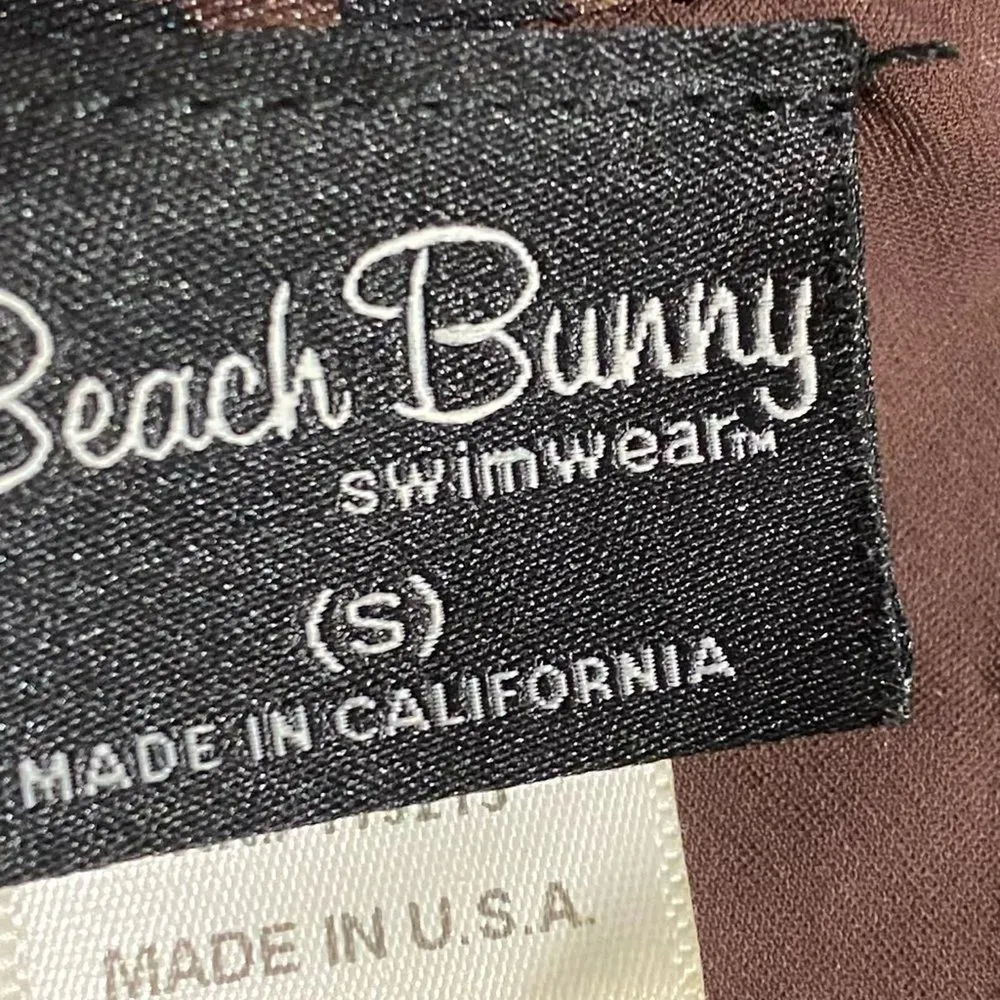 Beach Bunny
swimwear™
(S)
MADE IN CALIFORNIA
MADE IN U.S.A.